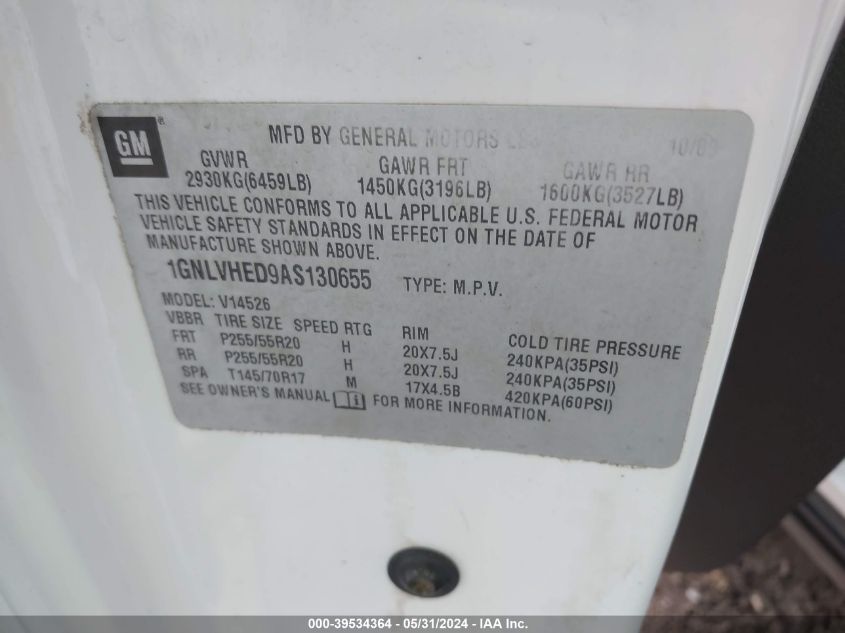 GM ®
MFD BY GENERAL MOTORS
10/09
GVWR GAWR FRT GAWR RR
2930KG(6459LB) 1450KG(3196LB) 1600KG(3527LB)
THIS VEHICLE CONFORMS TO ALL APPLICABLE U.S. FEDERAL MOTOR
VEHICLE SAFETY STANDARDS IN EFFECT ON THE DATE OF
MANUFACTURE SHOWN ABOVE.
1GNLVHED9AS130655 TYPE: M.P.V.
MODEL: V14526
VBBR TIRE SIZE SPEED RTG RIM COLD TIRE PRESSURE
FRT P255/55R20 H 20X7.5J 240KPA(35PSI)
RR P255/55R20 H 20X7.5J 240KPA(35PSI)
SPA T145/70R17 M 17X4.5B 420KPA(60PSI)
SEE OWNER'S MANUAL FOR MORE INFORMATION.
000-39534364 - 05/31/2024 - IAA Inc.